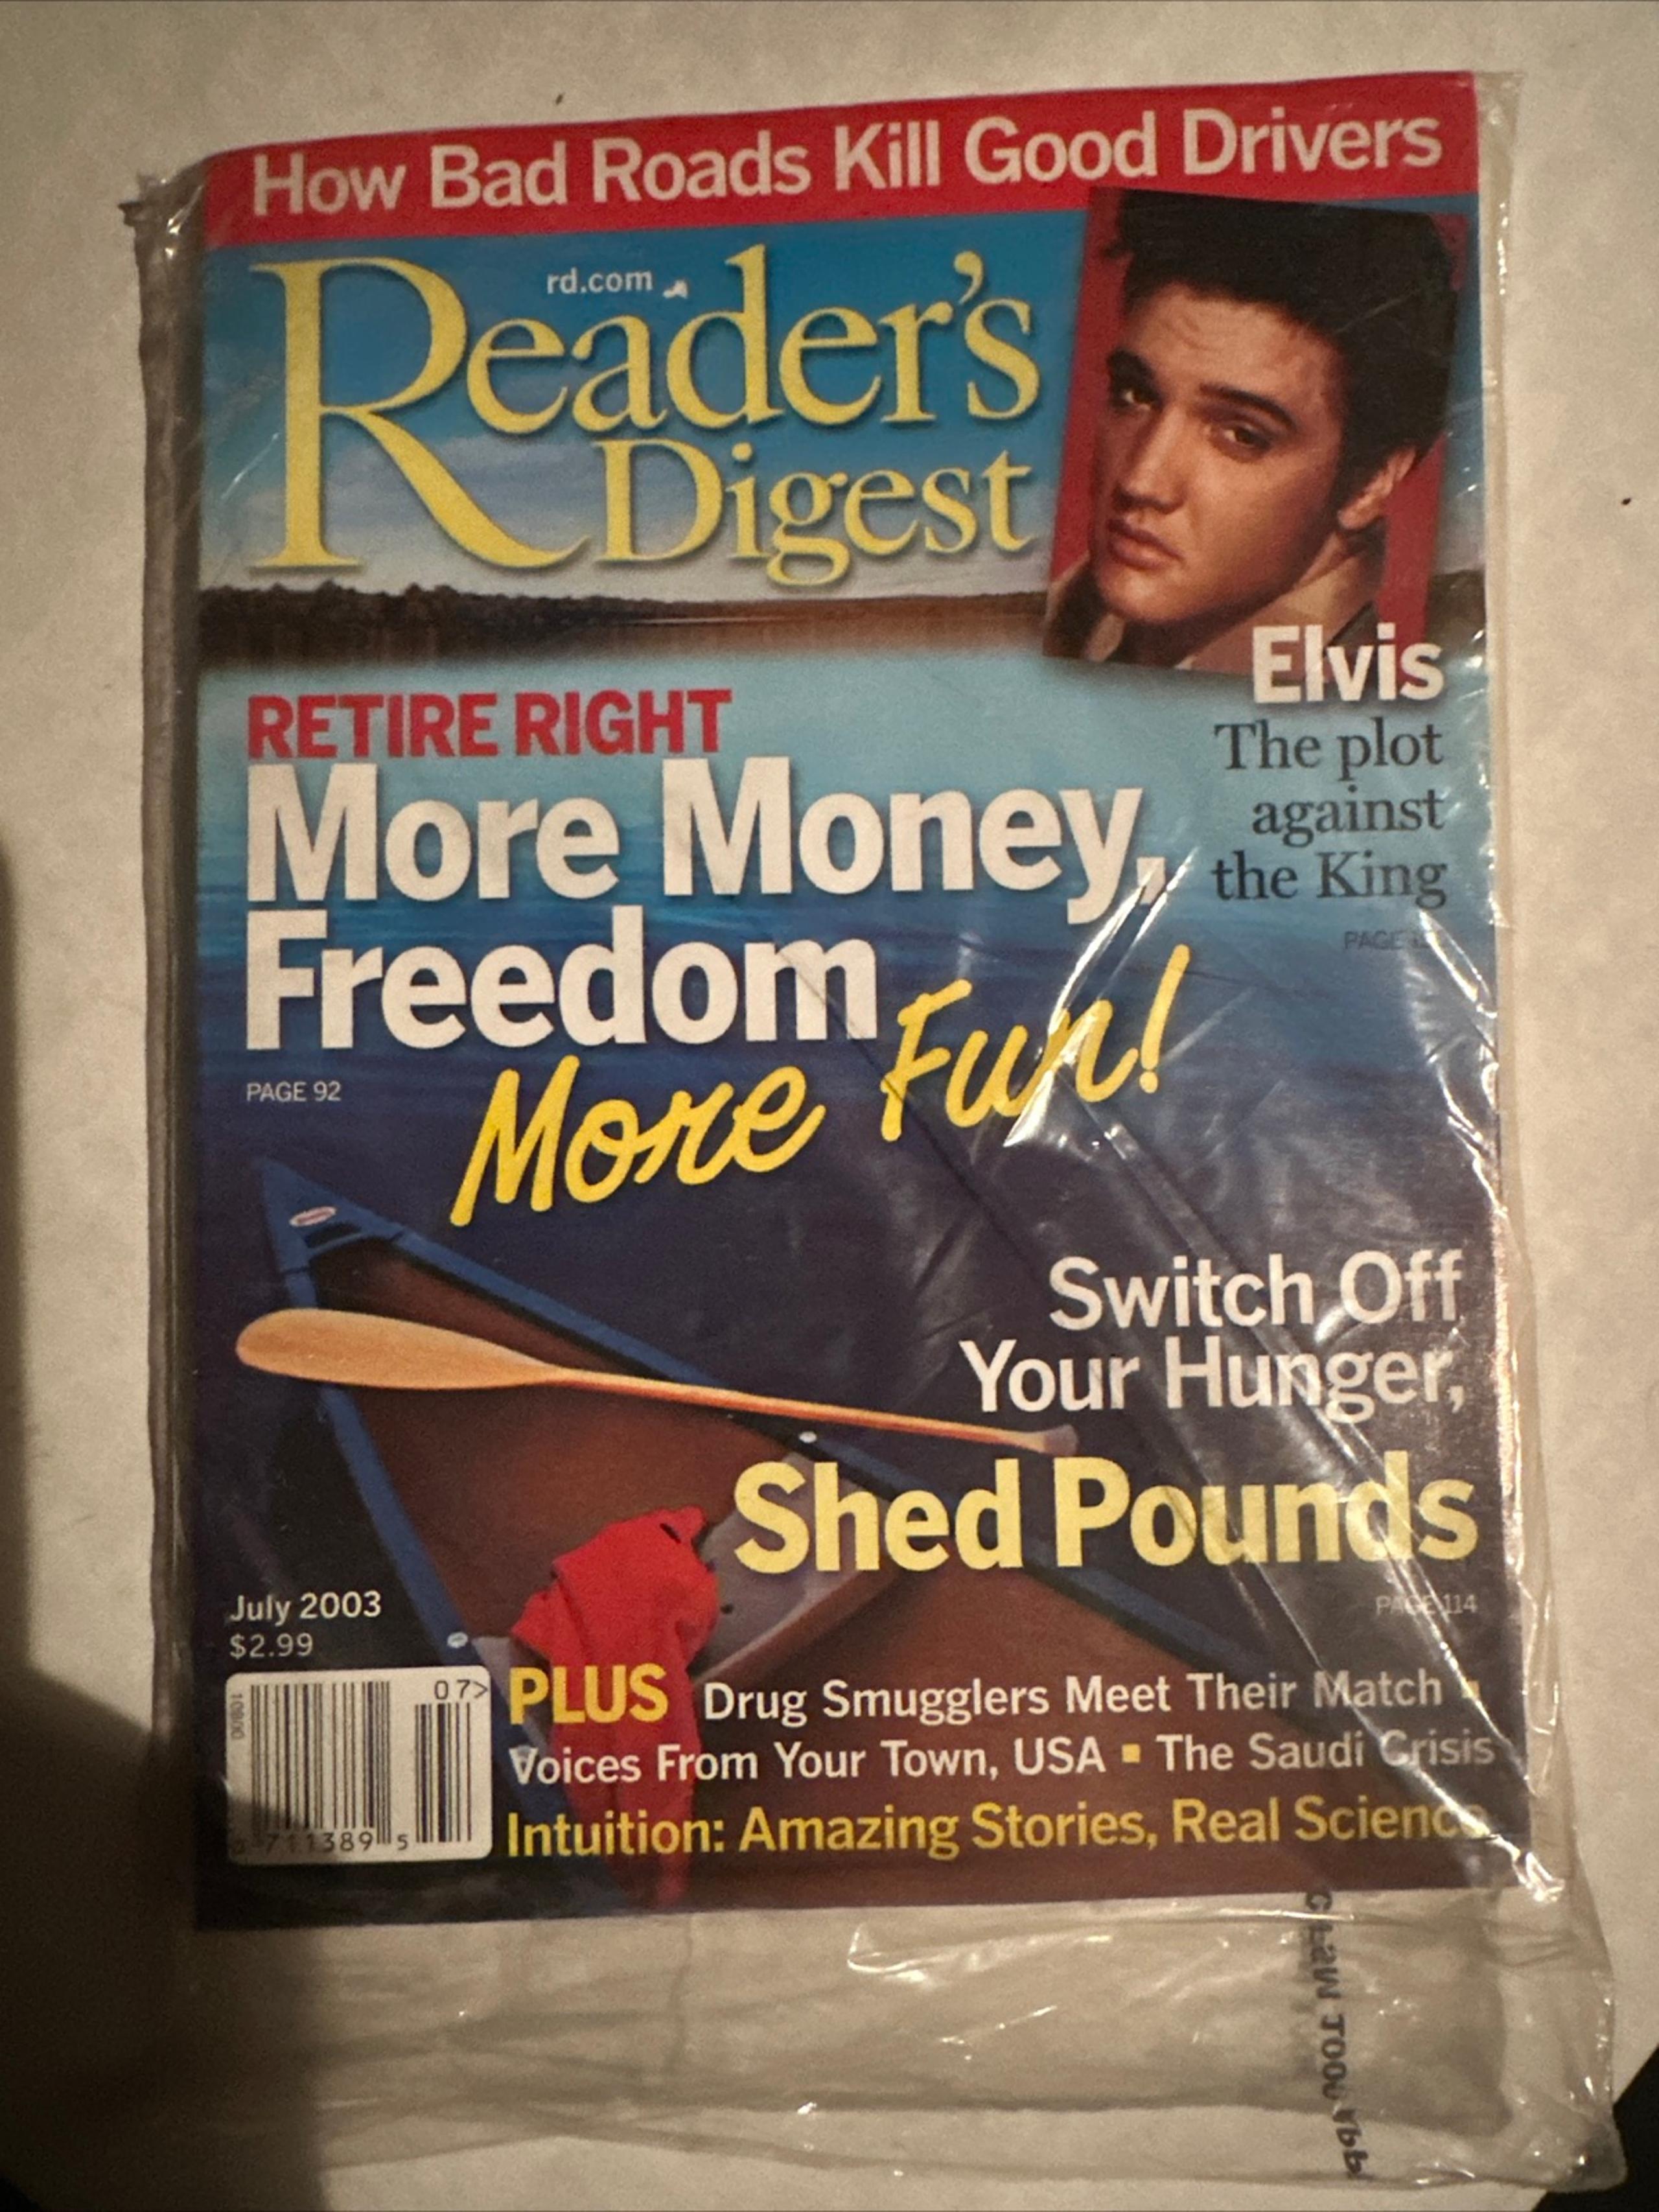 How Bad Roads Kill Good Drivers
rd.com
Reader's
Digest
Elvis
The plot
against
the King
PAGE
RETIRE RIGHT
More Money,
Freedom
More Fun!
PAGE 92
Switch Off
Your Hunger,
Shed Pounds
PAGE 114
July 2003
$2.99
07>
711389 5
PLUS Drug Smugglers Meet Their Match ▪
Voices From Your Town, USA ▪ The Saudi Crisis
Intuition: Amazing Stories, Real Science